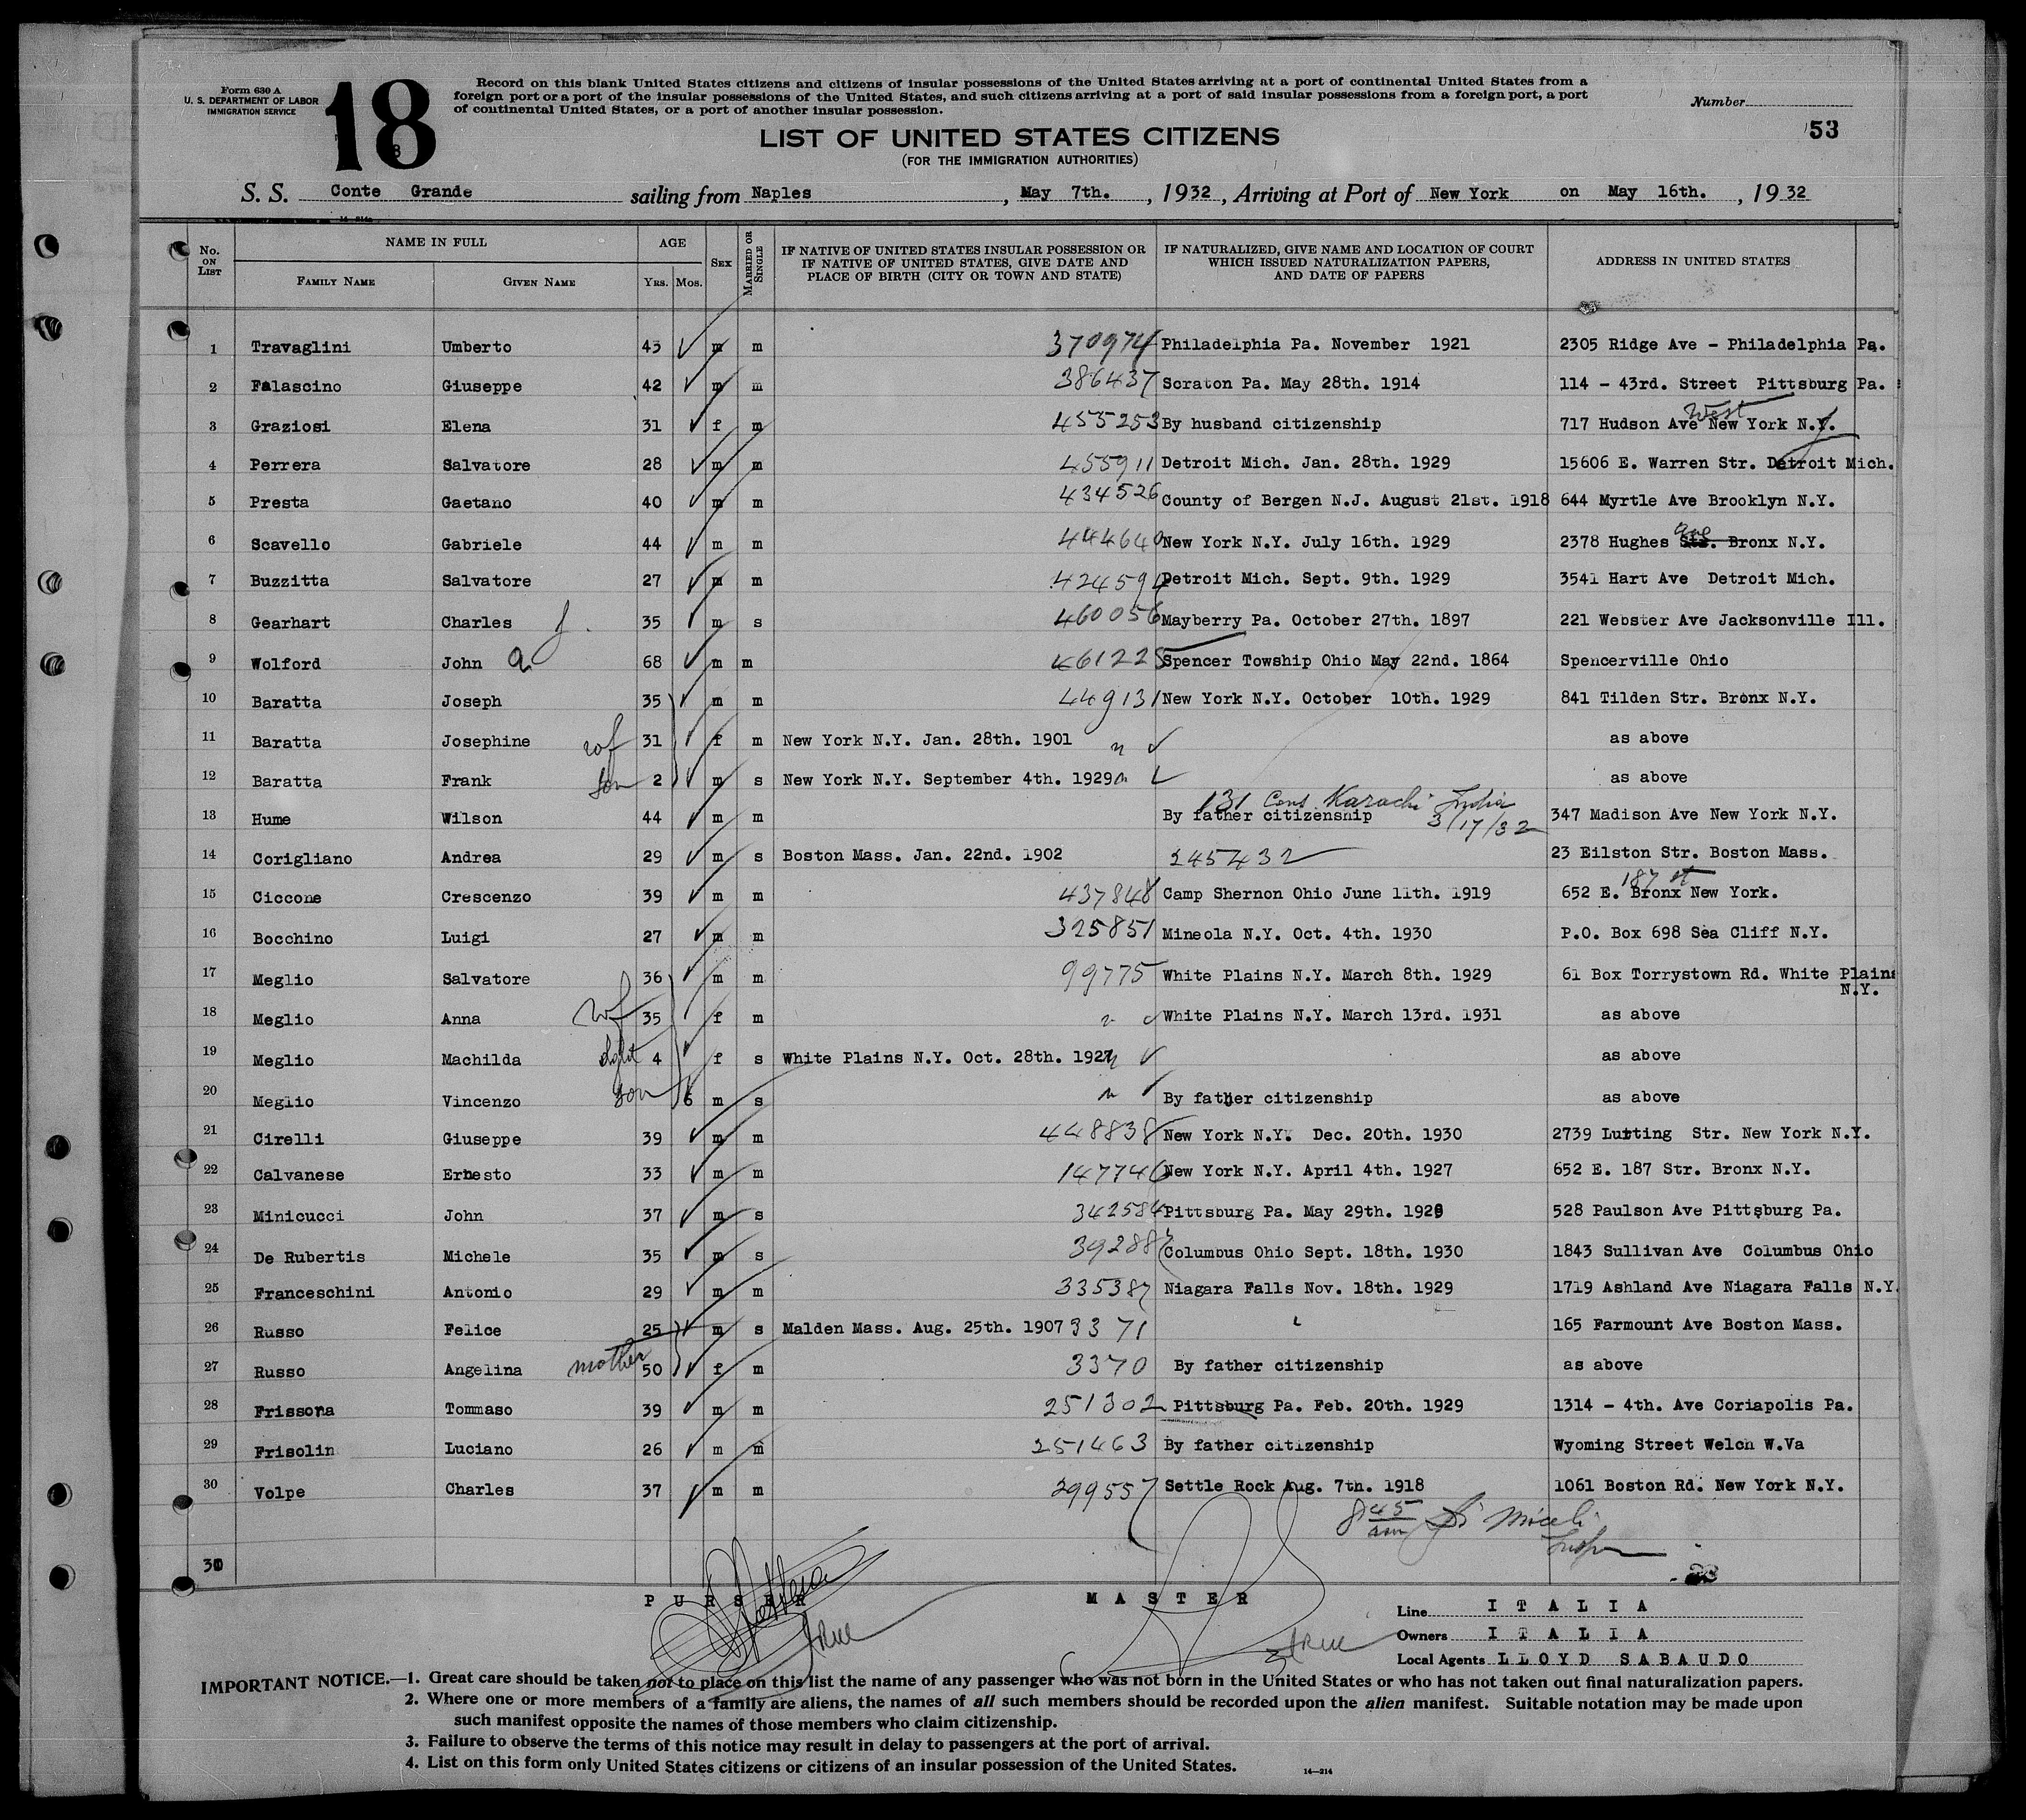 Form 630 A
U. S. DEPARTMENT OF LABOR
IMMIGRATION SERVICE
18
Record on this blank United States citizens and citizens of insular possessions of the United States arriving at a port of continental United States from a
foreign port or a port of the insular possessions of the United States, and such citizens arriving at a port of said insular possessions from a foreign port, a port
of continental United States, or a port of another insular possession.
Number
53
LIST OF UNITED STATES CITIZENS
(FOR THE IMMIGRATION AUTHORITIES)
S. S. Conte Grande sailing from Naples, May 7th., 1932, Arriving at Port of New York on May 16th., 1932
No. ON LIST NAME IN FULL AGE SEX MARRIED OR SINGLE IF NATIVE OF UNITED STATES INSULAR POSSESSION OR IF NATIVE OF UNITED STATES, GIVE DATE AND PLACE OF BIRTH (CITY OR TOWN AND STATE) IF NATURALIZED, GIVE NAME AND LOCATION OF COURT WHICH ISSUED NATURALIZATION PAPERS, AND DATE OF PAPERS ADDRESS IN UNITED STATES
FAMILY NAME GIVEN NAME YRS. MOS.
1 Travaglini Umberto 43 m m 370974 Philadelphia Pa. November 1921 2305 Ridge Ave - Philadelphia Pa.
2 Falascino Giuseppe 42 m m 386437 Scraton Pa. May 28th. 1914 114 - 43rd. Street Pittsburg Pa.
3 Graziosi Elena 31 f m 455253 By husband citizenship 717 Hudson Ave West New York N.J.
4 Perrera Salvatore 28 m m 455911 Detroit Mich. Jan. 28th. 1929 15606 E. Warren Str. Detroit Mich.
5 Presta Gaetano 40 m m 434526 County of Bergen N.J. August 21st. 1918 644 Myrtle Ave Brooklyn N.Y.
6 Scavello Gabriele 44 m m 444640 New York N.Y. July 16th. 1929 2378 Hughes Str. ave Bronx N.Y.
7 Buzzitta Salvatore 27 m m 424594 Detroit Mich. Sept. 9th. 1929 3541 Hart Ave Detroit Mich.
8 Gearhart Charles J. 35 m s 460056 Mayberry Pa. October 27th. 1897 221 Webster Ave Jacksonville Ill.
9 Wolford John a 68 m m 461225 Spencer Towship Ohio May 22nd. 1864 Spencerville Ohio
10 Baratta Joseph 35 m m 449131 New York N.Y. October 10th. 1929 841 Tilden Str. Bronx N.Y.
11 Baratta Josephine wf 31 f m New York N.Y. Jan. 28th. 1901 n as above
12 Baratta Frank son 2 m s New York N.Y. September 4th. 1929 n as above
131 Cons. Karachi India
13 Hume Wilson 44 m m By father citizenship 3/17/32 347 Madison Ave New York N.Y.
14 Corigliano Andrea 29 m s Boston Mass. Jan. 22nd. 1902 245432 23 Eilston Str. Boston Mass.
15 Ciccone Crescenzo 39 m m 437848 Camp Shernon Ohio June 11th. 1919 652 E. 187 st Bronx New York.
16 Bocchino Luigi 27 m m 325851 Mineola N.Y. Oct. 4th. 1930 P.O. Box 698 Sea Cliff N.Y.
17 Meglio Salvatore 36 m m 99775 White Plains N.Y. March 8th. 1929 61 Box Torrystown Rd. White Plains
N.Y.
18 Meglio Anna wf 35 f m n White Plains N.Y. March 13rd. 1931 as above
19 Meglio Machilda dght 4 f s White Plains N.Y. Oct. 28th. 1927 n as above
20 Meglio Vincenzo son 6 m s n By father citizenship as above
21 Cirelli Giuseppe 39 m m 448838 New York N.Y. Dec. 20th. 1930 2739 Lutting Str. New York N.Y.
22 Calvanese Ernesto 33 m m 147746 New York N.Y. April 4th. 1927 652 E. 187 Str. Bronx N.Y.
23 Minicucci John 37 m s 342584 Pittsburg Pa. May 29th. 1929 528 Paulson Ave Pittsburg Pa.
24 De Rubertis Michele 35 m s 39288 Columbus Ohio Sept. 18th. 1930 1843 Sullivan Ave Columbus Ohio
25 Franceschini Antonio 29 m m 335387 Niagara Falls Nov. 18th. 1929 1719 Ashland Ave Niagara Falls N.Y.
26 Russo Felice 25 m s Malden Mass. Aug. 25th. 1907 3371 165 Farmount Ave Boston Mass.
27 Russo Angelina mother 50 f m 3370 By father citizenship as above
28 Frissona Tommaso 39 m m 251302 Pittsburg Pa. Feb. 20th. 1929 1314 - 4th. Ave Coriapolis Pa.
29 Frisolin Luciano 26 m m 251463 By father citizenship Wyoming Street Welch W.Va
30 Volpe Charles 37 m m 299557 Settle Rock Aug. 7th. 1918 1061 Boston Rd. New York N.Y.
8 45 am Miceli
Insp
30
PURSER MASTER
Line ITALIA
Owners ITALIA
Local Agents LLOYD SABAUDO
IMPORTANT NOTICE.—1. Great care should be taken not to place on this list the name of any passenger who was not born in the United States or who has not taken out final naturalization papers.
2. Where one or more members of a family are aliens, the names of all such members should be recorded upon the alien manifest. Suitable notation may be made upon
such manifest opposite the names of those members who claim citizenship.
3. Failure to observe the terms of this notice may result in delay to passengers at the port of arrival.
4. List on this form only United States citizens or citizens of an insular possession of the United States.
14—214